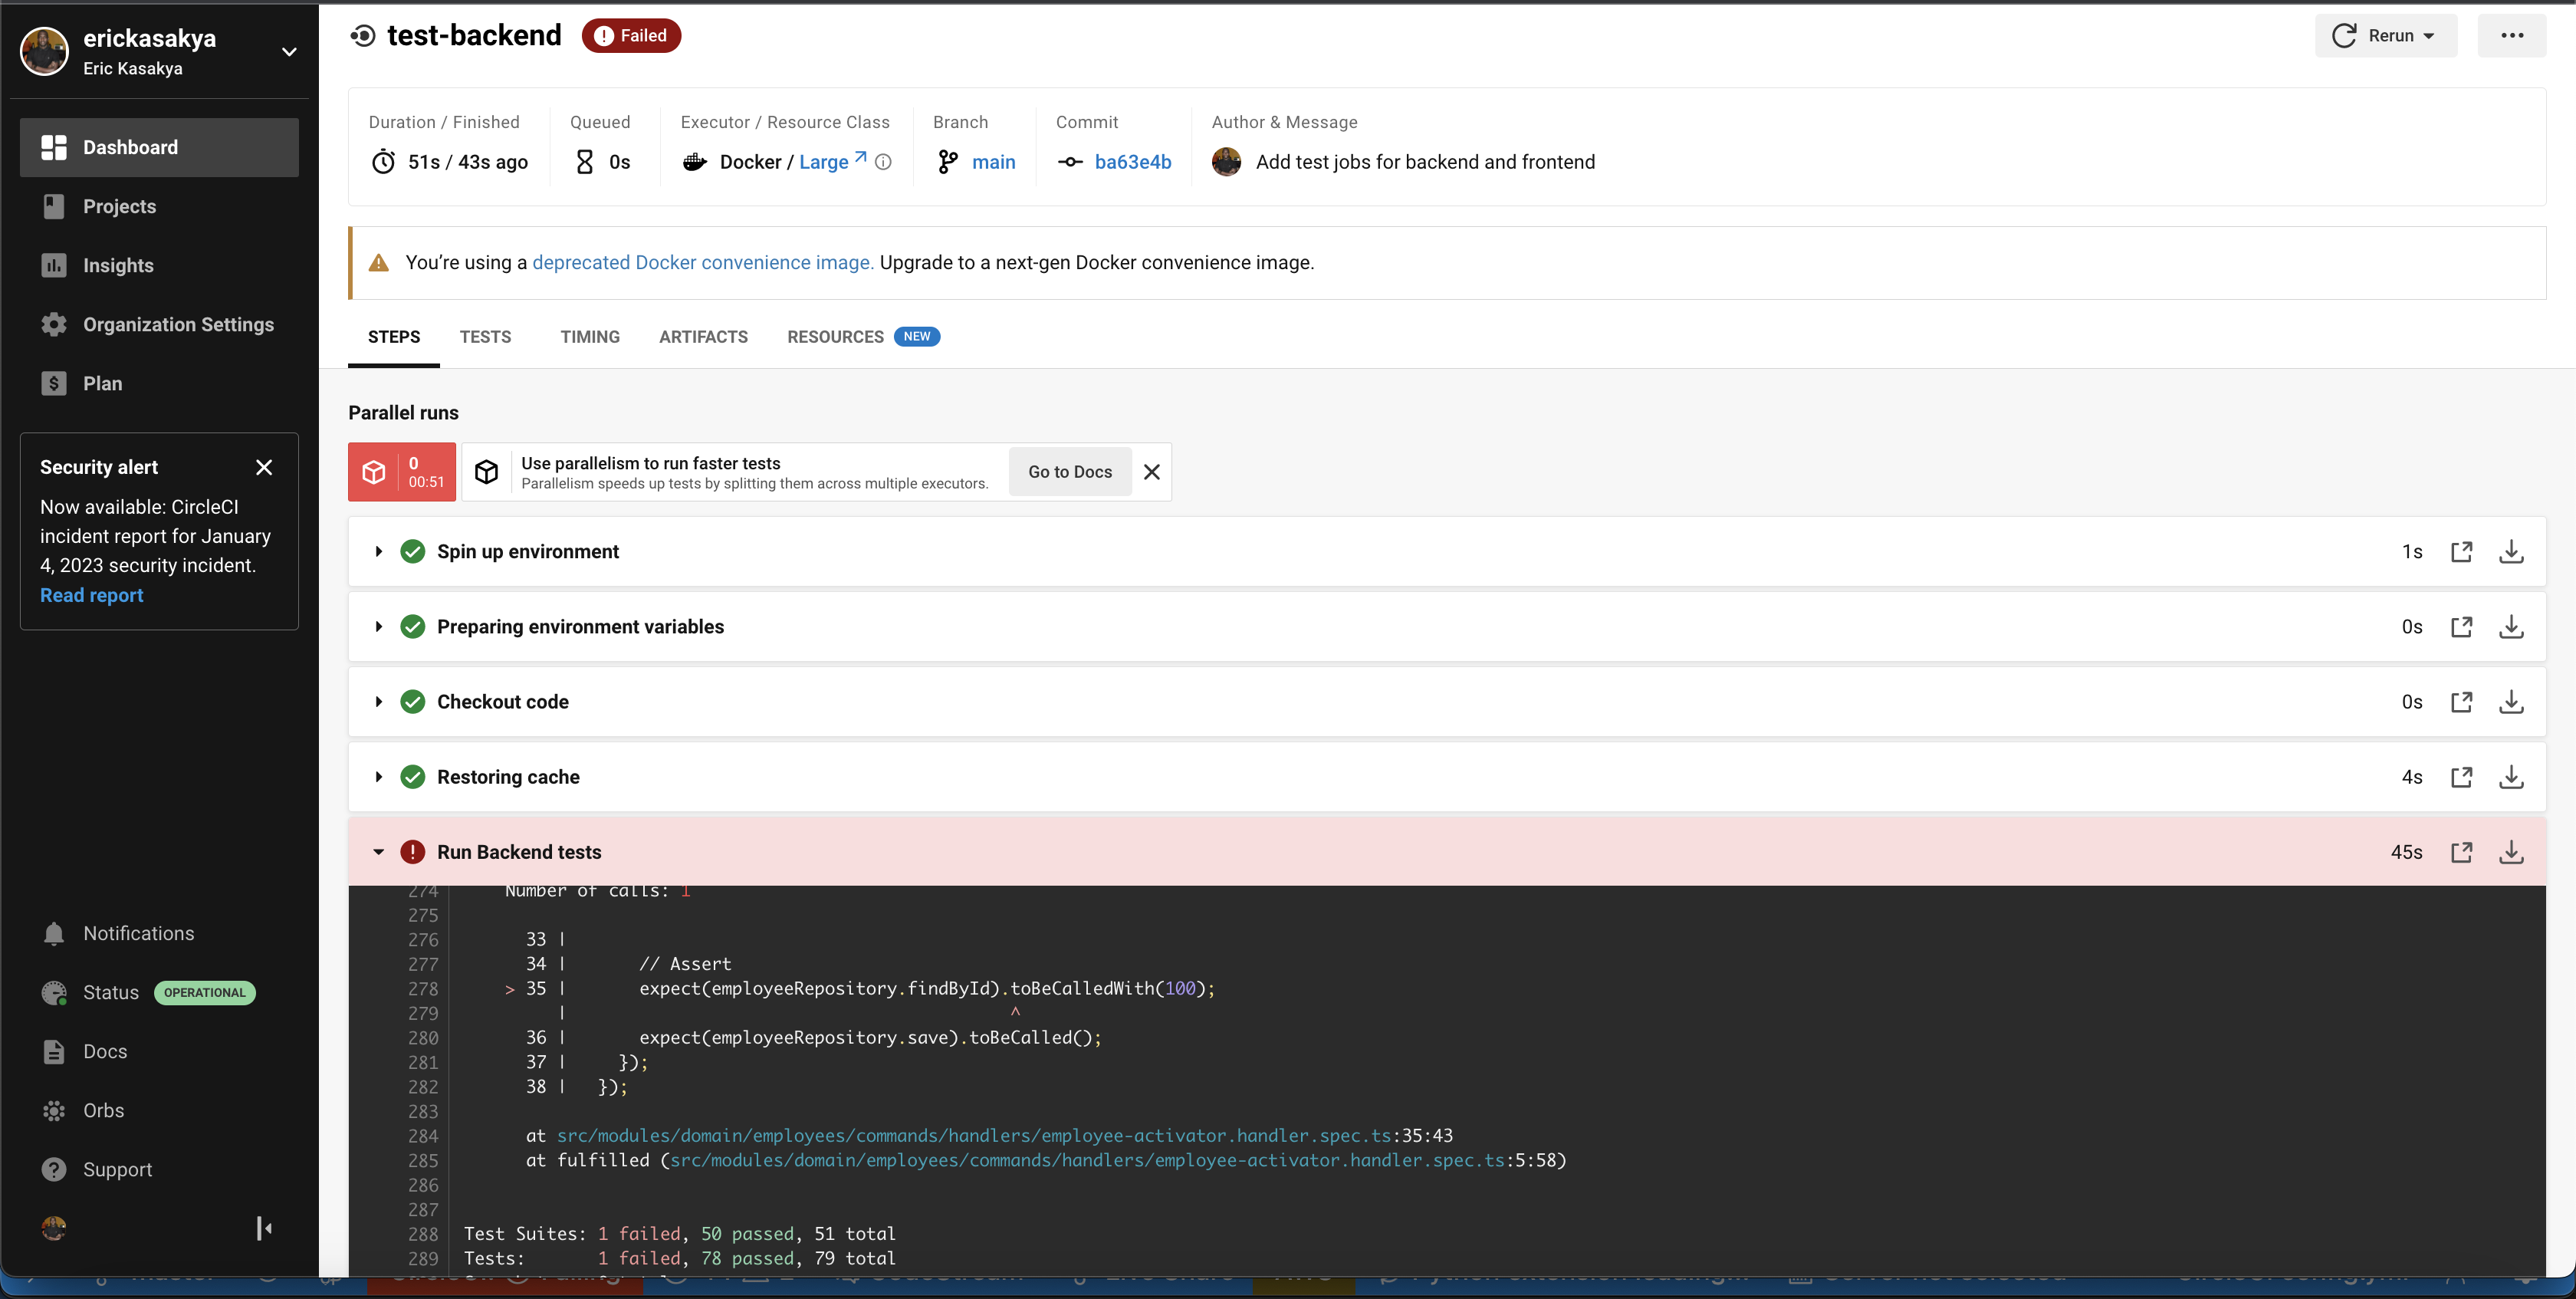 erickasakya
Eric Kasakya
Dashboard
Projects
Insights
Organization Settings
Plan
Security alert
Now available: CircleCI
incident report for January
4, 2023 security incident.
Read report
Notifications
Status OPERATIONAL
Docs
Orbs
Support
test-backend Failed
Rerun
Duration / Finished
51s / 43s ago
Queued
0s
Executor / Resource Class
Docker / Large
Branch
main
Commit
ba63e4b
Author & Message
Add test jobs for backend and frontend
You’re using a deprecated Docker convenience image. Upgrade to a next-gen Docker convenience image.
STEPS TESTS TIMING ARTIFACTS RESOURCES NEW
Parallel runs
0
00:51
Use parallelism to run faster tests
Parallelism speeds up tests by splitting them across multiple executors.
Go to Docs
Spin up environment 1s
Preparing environment variables 0s
Checkout code 0s
Restoring cache 4s
Run Backend tests 45s
274 Number of calls: 1
275
276 33 |
277 34 | // Assert
278 > 35 | expect(employeeRepository.findById).toBeCalledWith(100);
279 | ^
280 36 | expect(employeeRepository.save).toBeCalled();
281 37 | });
282 38 | });
283
284 at src/modules/domain/employees/commands/handlers/employee-activator.handler.spec.ts:35:43
285 at fulfilled (src/modules/domain/employees/commands/handlers/employee-activator.handler.spec.ts:5:58)
286
287
288 Test Suites: 1 failed, 50 passed, 51 total
289 Tests: 1 failed, 78 passed, 79 total